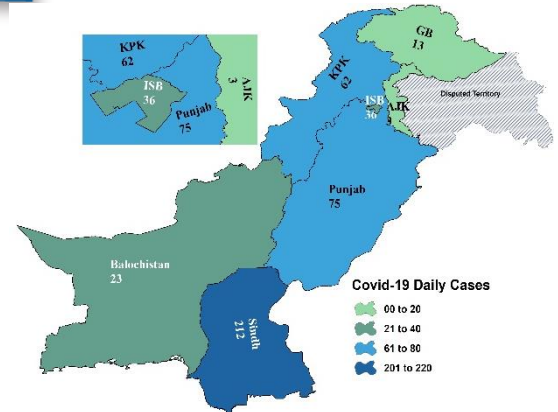 KPK
62
ISB
36
Punjab
75
AJK
3
GB
13
KPK
62
ISB
36
AJK
3
Disputed Territory
Punjab
75
Balochistan
23
Sindh
212
Covid-19 Daily Cases
00 to 20
21 to 40
61 to 80
201 to 220